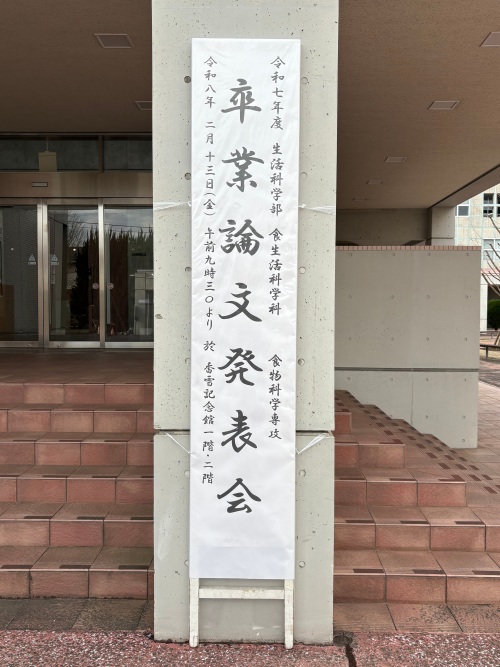 令和七年度 生活科学部 食生活科学科 食物科学専攻
卒業論文発表会
令和八年 二月十三日(金) 午前九時三〇より 於 香雪記念館一階・二階